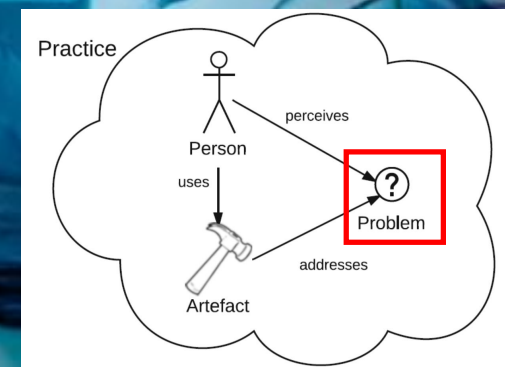 Practice
perceives
Person
uses
?
Problem
addresses
Artefact